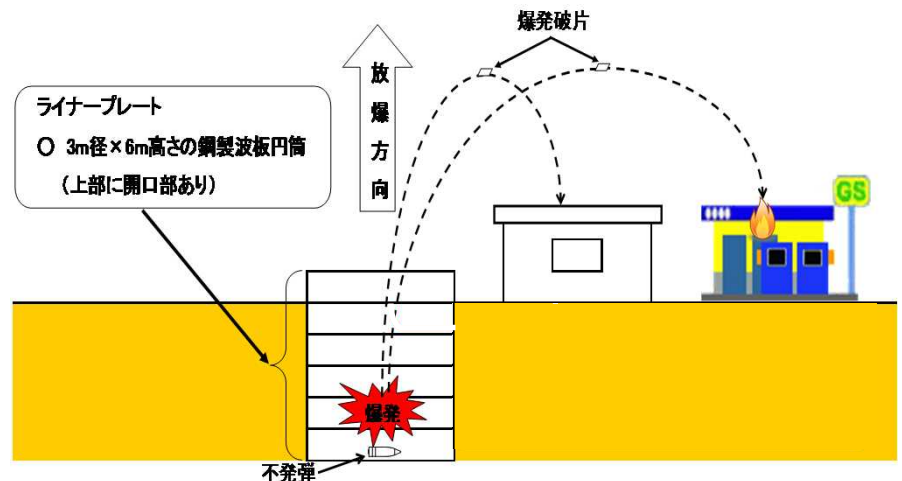 爆発破片
放爆方向
ライナープレート
○ 3m径×6m高さの鋼製波板円筒
（上部に開口部あり）
GS
爆発
不発弾